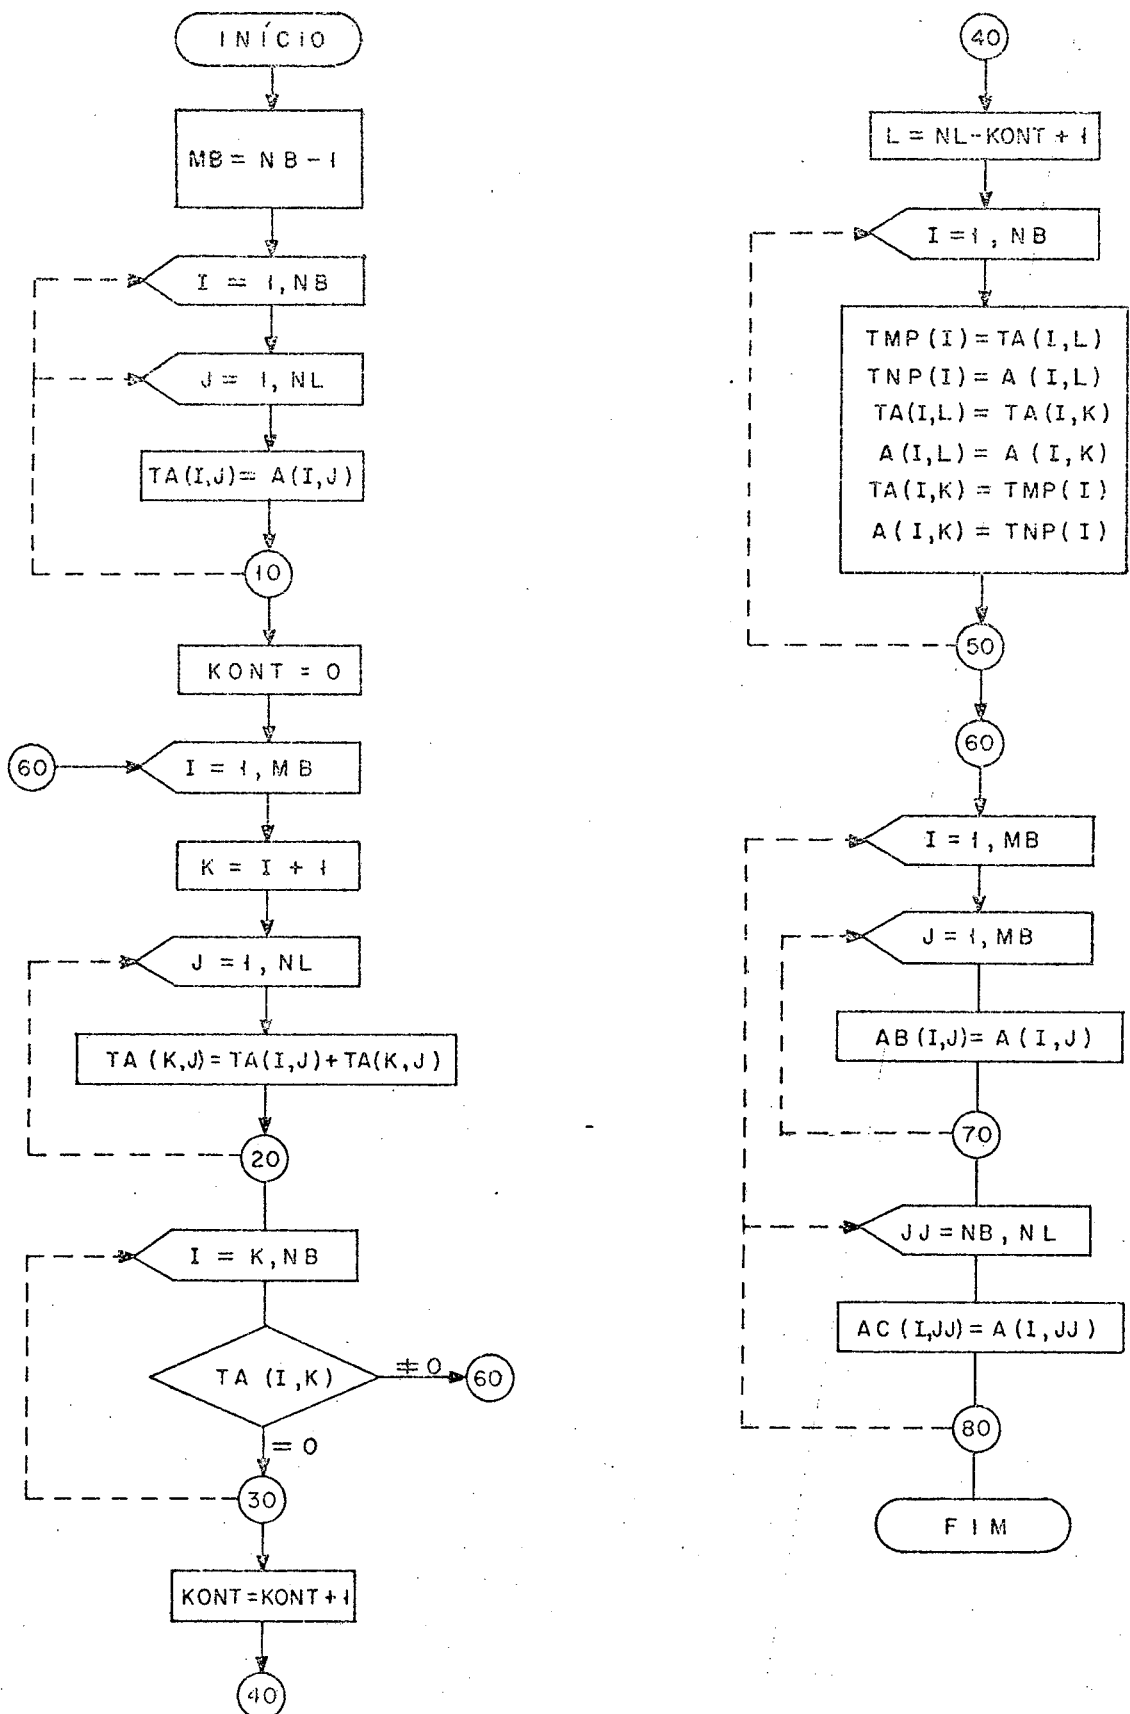 INÍCIO
MB = NB - 1
I = 1, NB
J = 1, NL
TA(I,J) = A(I,J)
10
KONT = 0
60
I = 1, MB
K = I + 1
J = 1, NL
TA (K,J) = TA(I,J) + TA(K,J)
20
I = K, NB
TA (I,K)
≠ 0
60
= 0
30
KONT = KONT + 1
40
40
L = NL - KONT + 1
I = 1, NB
TMP (I) = TA (I,L)
TNP (I) = A (I,L)
TA (I,L) = TA (I,K)
A (I,L) = A (I,K)
TA (I,K) = TMP (I)
A (I,K) = TNP (I)
50
60
I = 1, MB
J = 1, MB
AB (I,J) = A (I,J)
70
JJ = NB, NL
AC (I,JJ) = A (I,JJ)
80
FIM